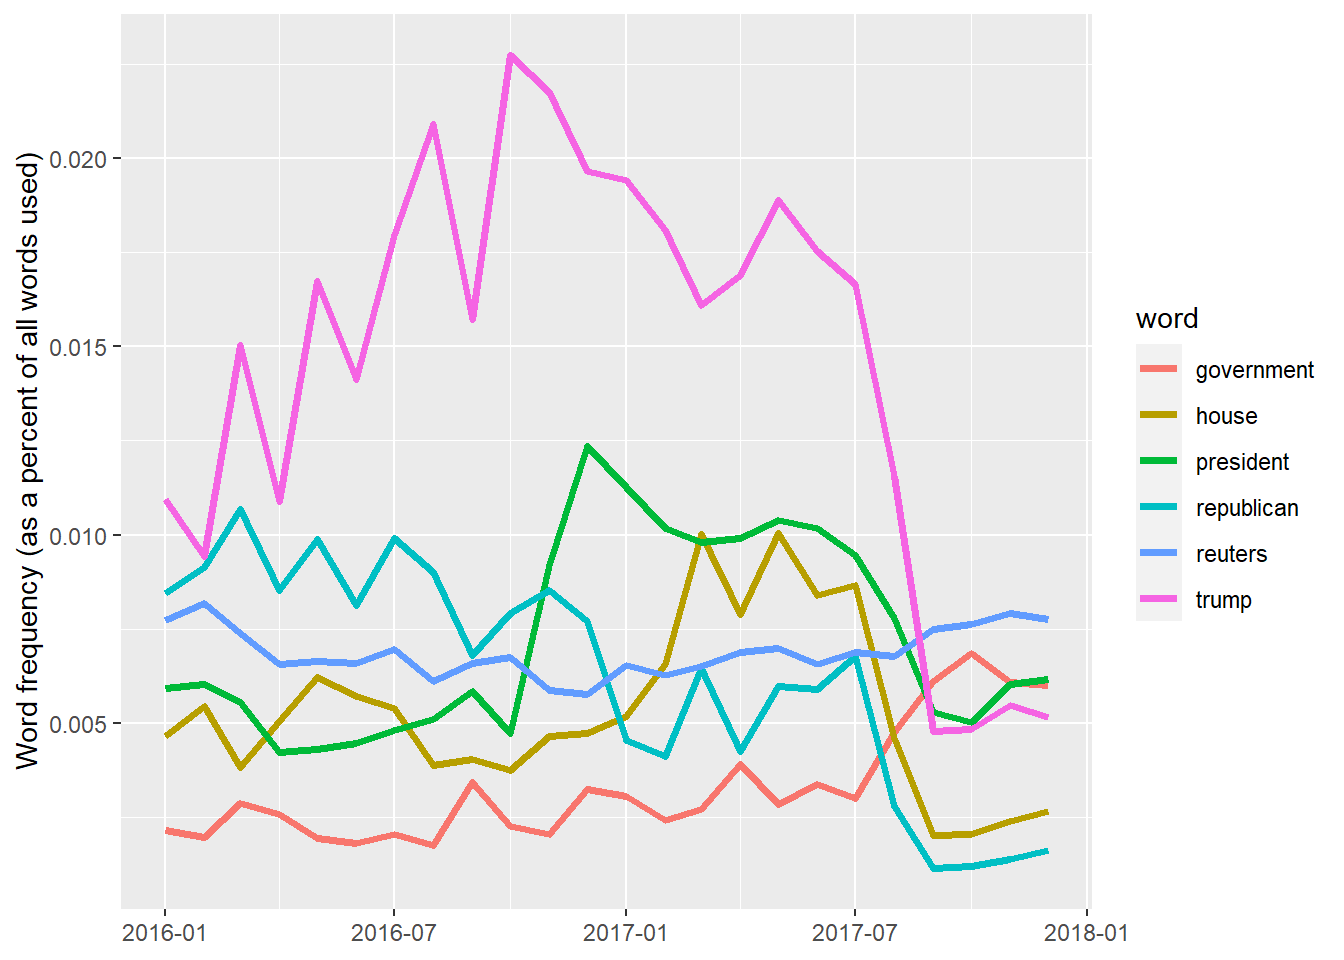 Word frequency (as a percent of all words used)
0.020
0.015
0.010
0.005
2016-01
2016-07
2017-01
2017-07
2018-01
word
government
house
president
republican
reuters
trump